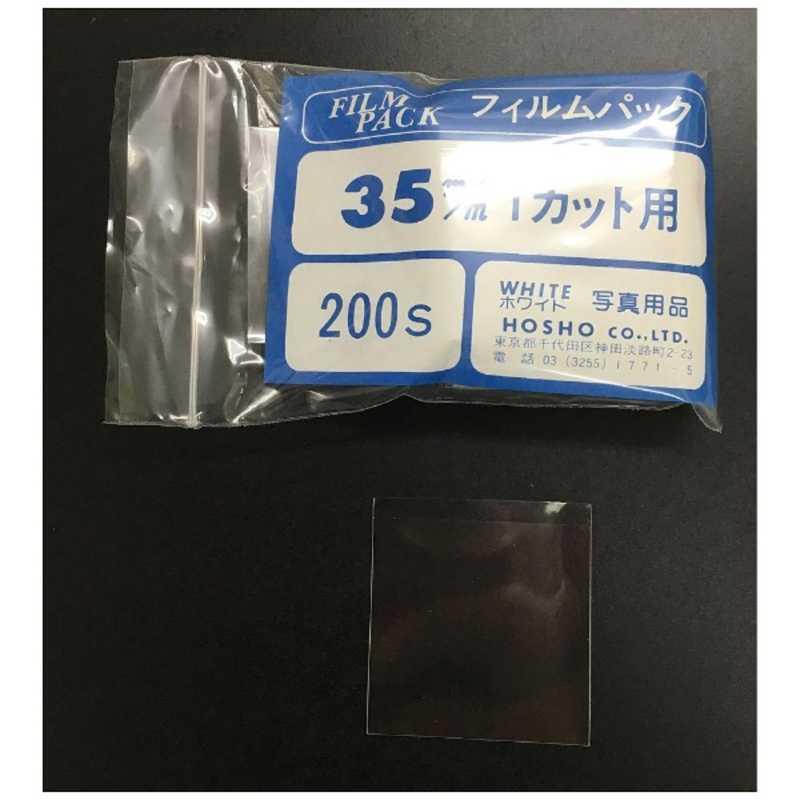 FILM PACK フィルムパック
35㎜ 1カット用
200s
WHITE
ホワイト 写真用品
HOSHO CO.,LTD.
東京都千代田区神田淡路町2-23
電話 03 (3255) 1771-5